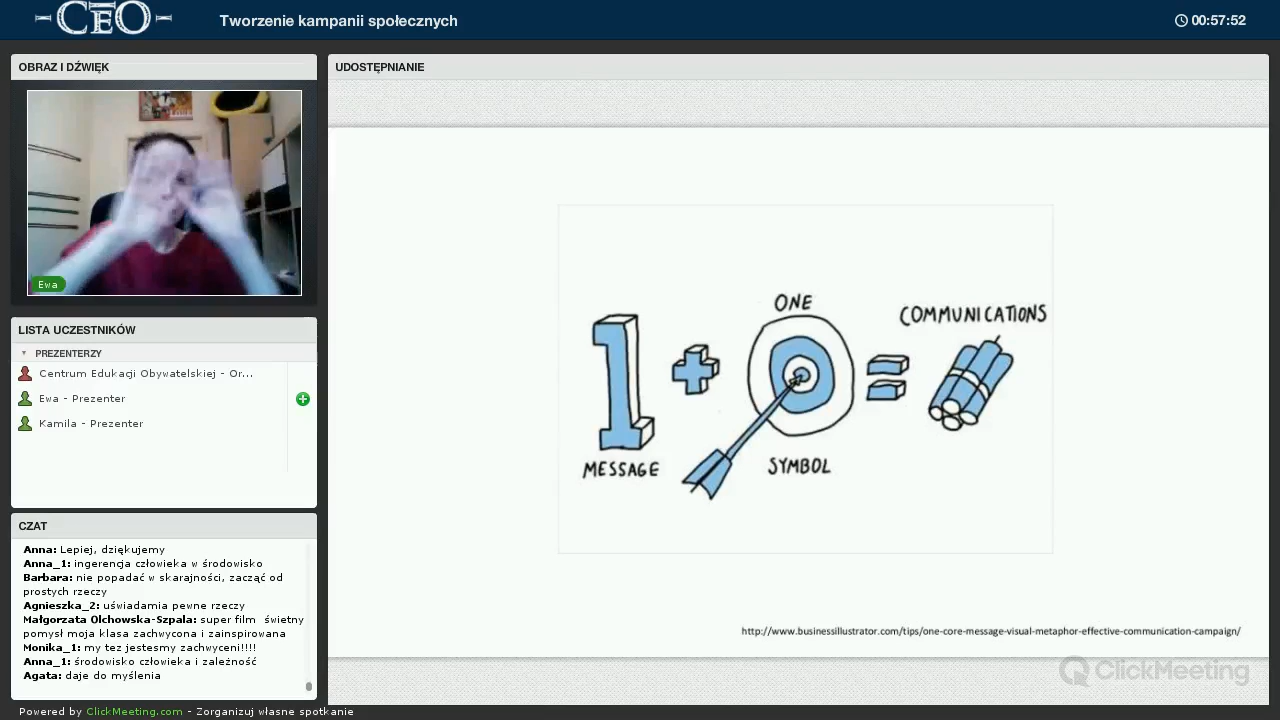 CEO
Tworzenie kampanii społecznych
00:57:52
OBRAZ I DŹWIĘK
Ewa
LISTA UCZESTNIKÓW
PREZENTERZY
Centrum Edukacji Obywatelskiej - Or...
Ewa - Prezenter
Kamila - Prezenter
CZAT
Anna: Lepiej, dziękujemy
Anna_1: ingerencja człowieka w środowisko
Barbara: nie popadać w skarajności, zacząć od
prostych rzeczy
Agnieszka_2: uświadamia pewne rzeczy
Małgorzata Olchowska-Szpala: super film świetny
pomysł moja klasa zachwycona i zainspirowana
Monika_1: my tez jestesmy zachwyceni!!!!
Anna_1: środowisko człowieka i zależność
Agata: daje do myślenia
Powered by ClickMeeting.com - Zorganizuj własne spotkanie
UDOSTĘPNIANIE
1
MESSAGE
+
ONE
SYMBOL
=
COMMUNICATIONS
http://www.businessillustrator.com/tips/one-core-message-visual-metaphor-effective-communication-campaign/
ClickMeeting